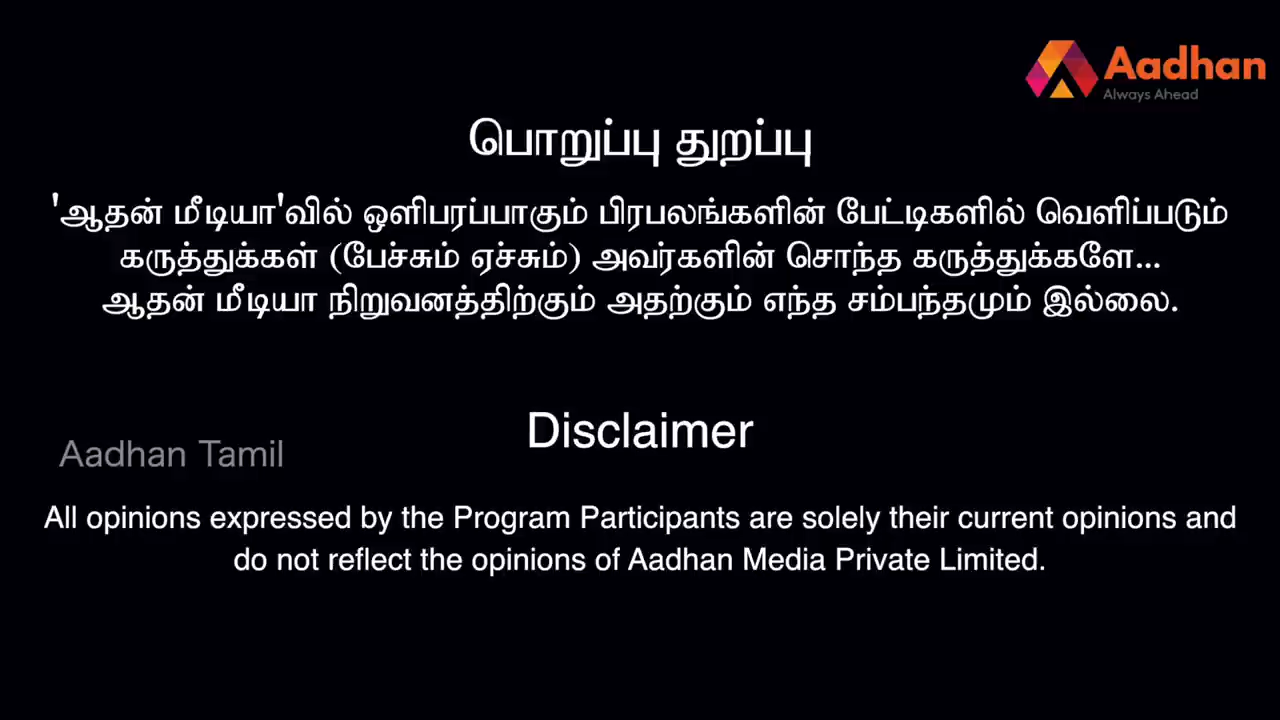 Aadhan
Always Ahead
பொறுப்பு துறப்பு
'ஆதன் மீடியா'வில் ஒளிபரப்பாகும் பிரபலங்களின் பேட்டிகளில் வெளிப்படும்
கருத்துக்கள் (பேச்சும் ஏச்சும்) அவர்களின் சொந்த கருத்துக்களே...
ஆதன் மீடியா நிறுவனத்திற்கும் அதற்கும் எந்த சம்பந்தமும் இல்லை.
Disclaimer
Aadhan Tamil
All opinions expressed by the Program Participants are solely their current opinions and
do not reflect the opinions of Aadhan Media Private Limited.